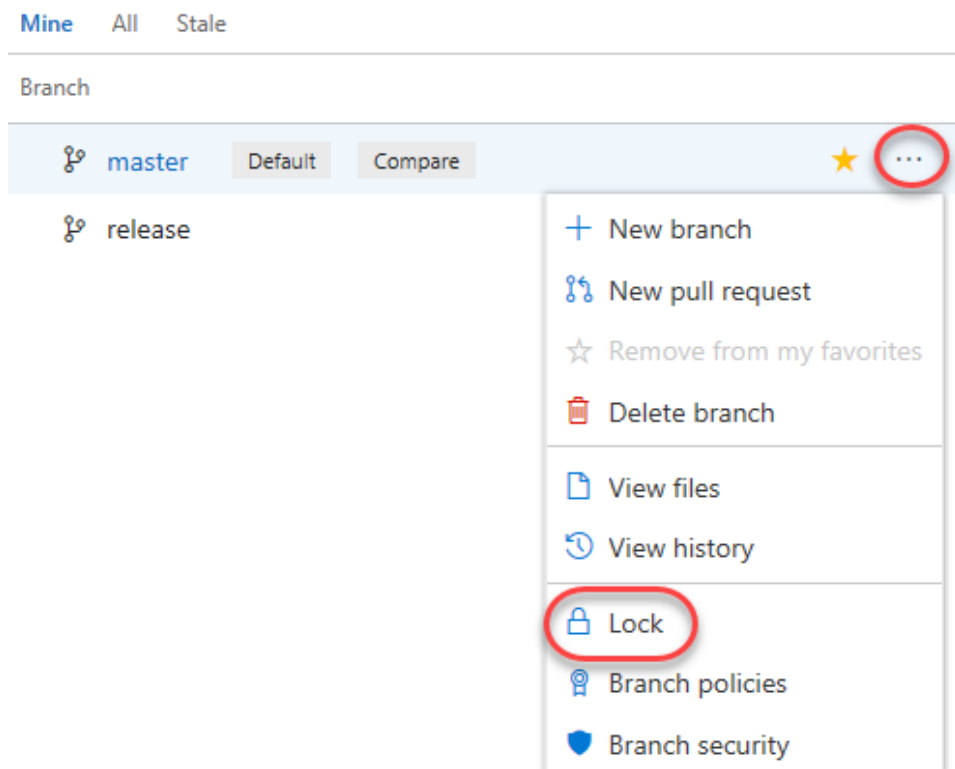 Mine All Stale
Branch
master Default Compare ...
release
New branch
New pull request
Remove from my favorites
Delete branch
View files
View history
Lock
Branch policies
Branch security